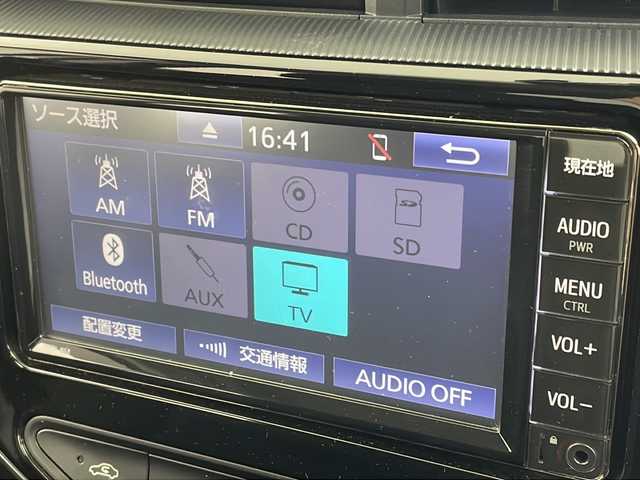 ソース選択
16:41
AM
FM
CD
SD
Bluetooth
AUX
TV
配置変更
交通情報
AUDIO OFF
現在地
AUDIO
PWR
MENU
CTRL
VOL+
VOL−